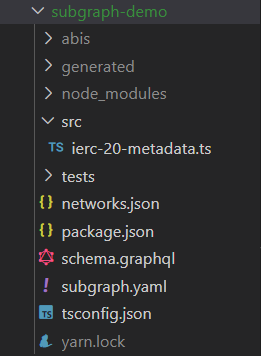 subgraph-demo
abis
generated
node_modules
src
TS ierc-20-metadata.ts
tests
{} networks.json
{} package.json
schema.graphql
! subgraph.yaml
TS tsconfig.json
yarn.lock